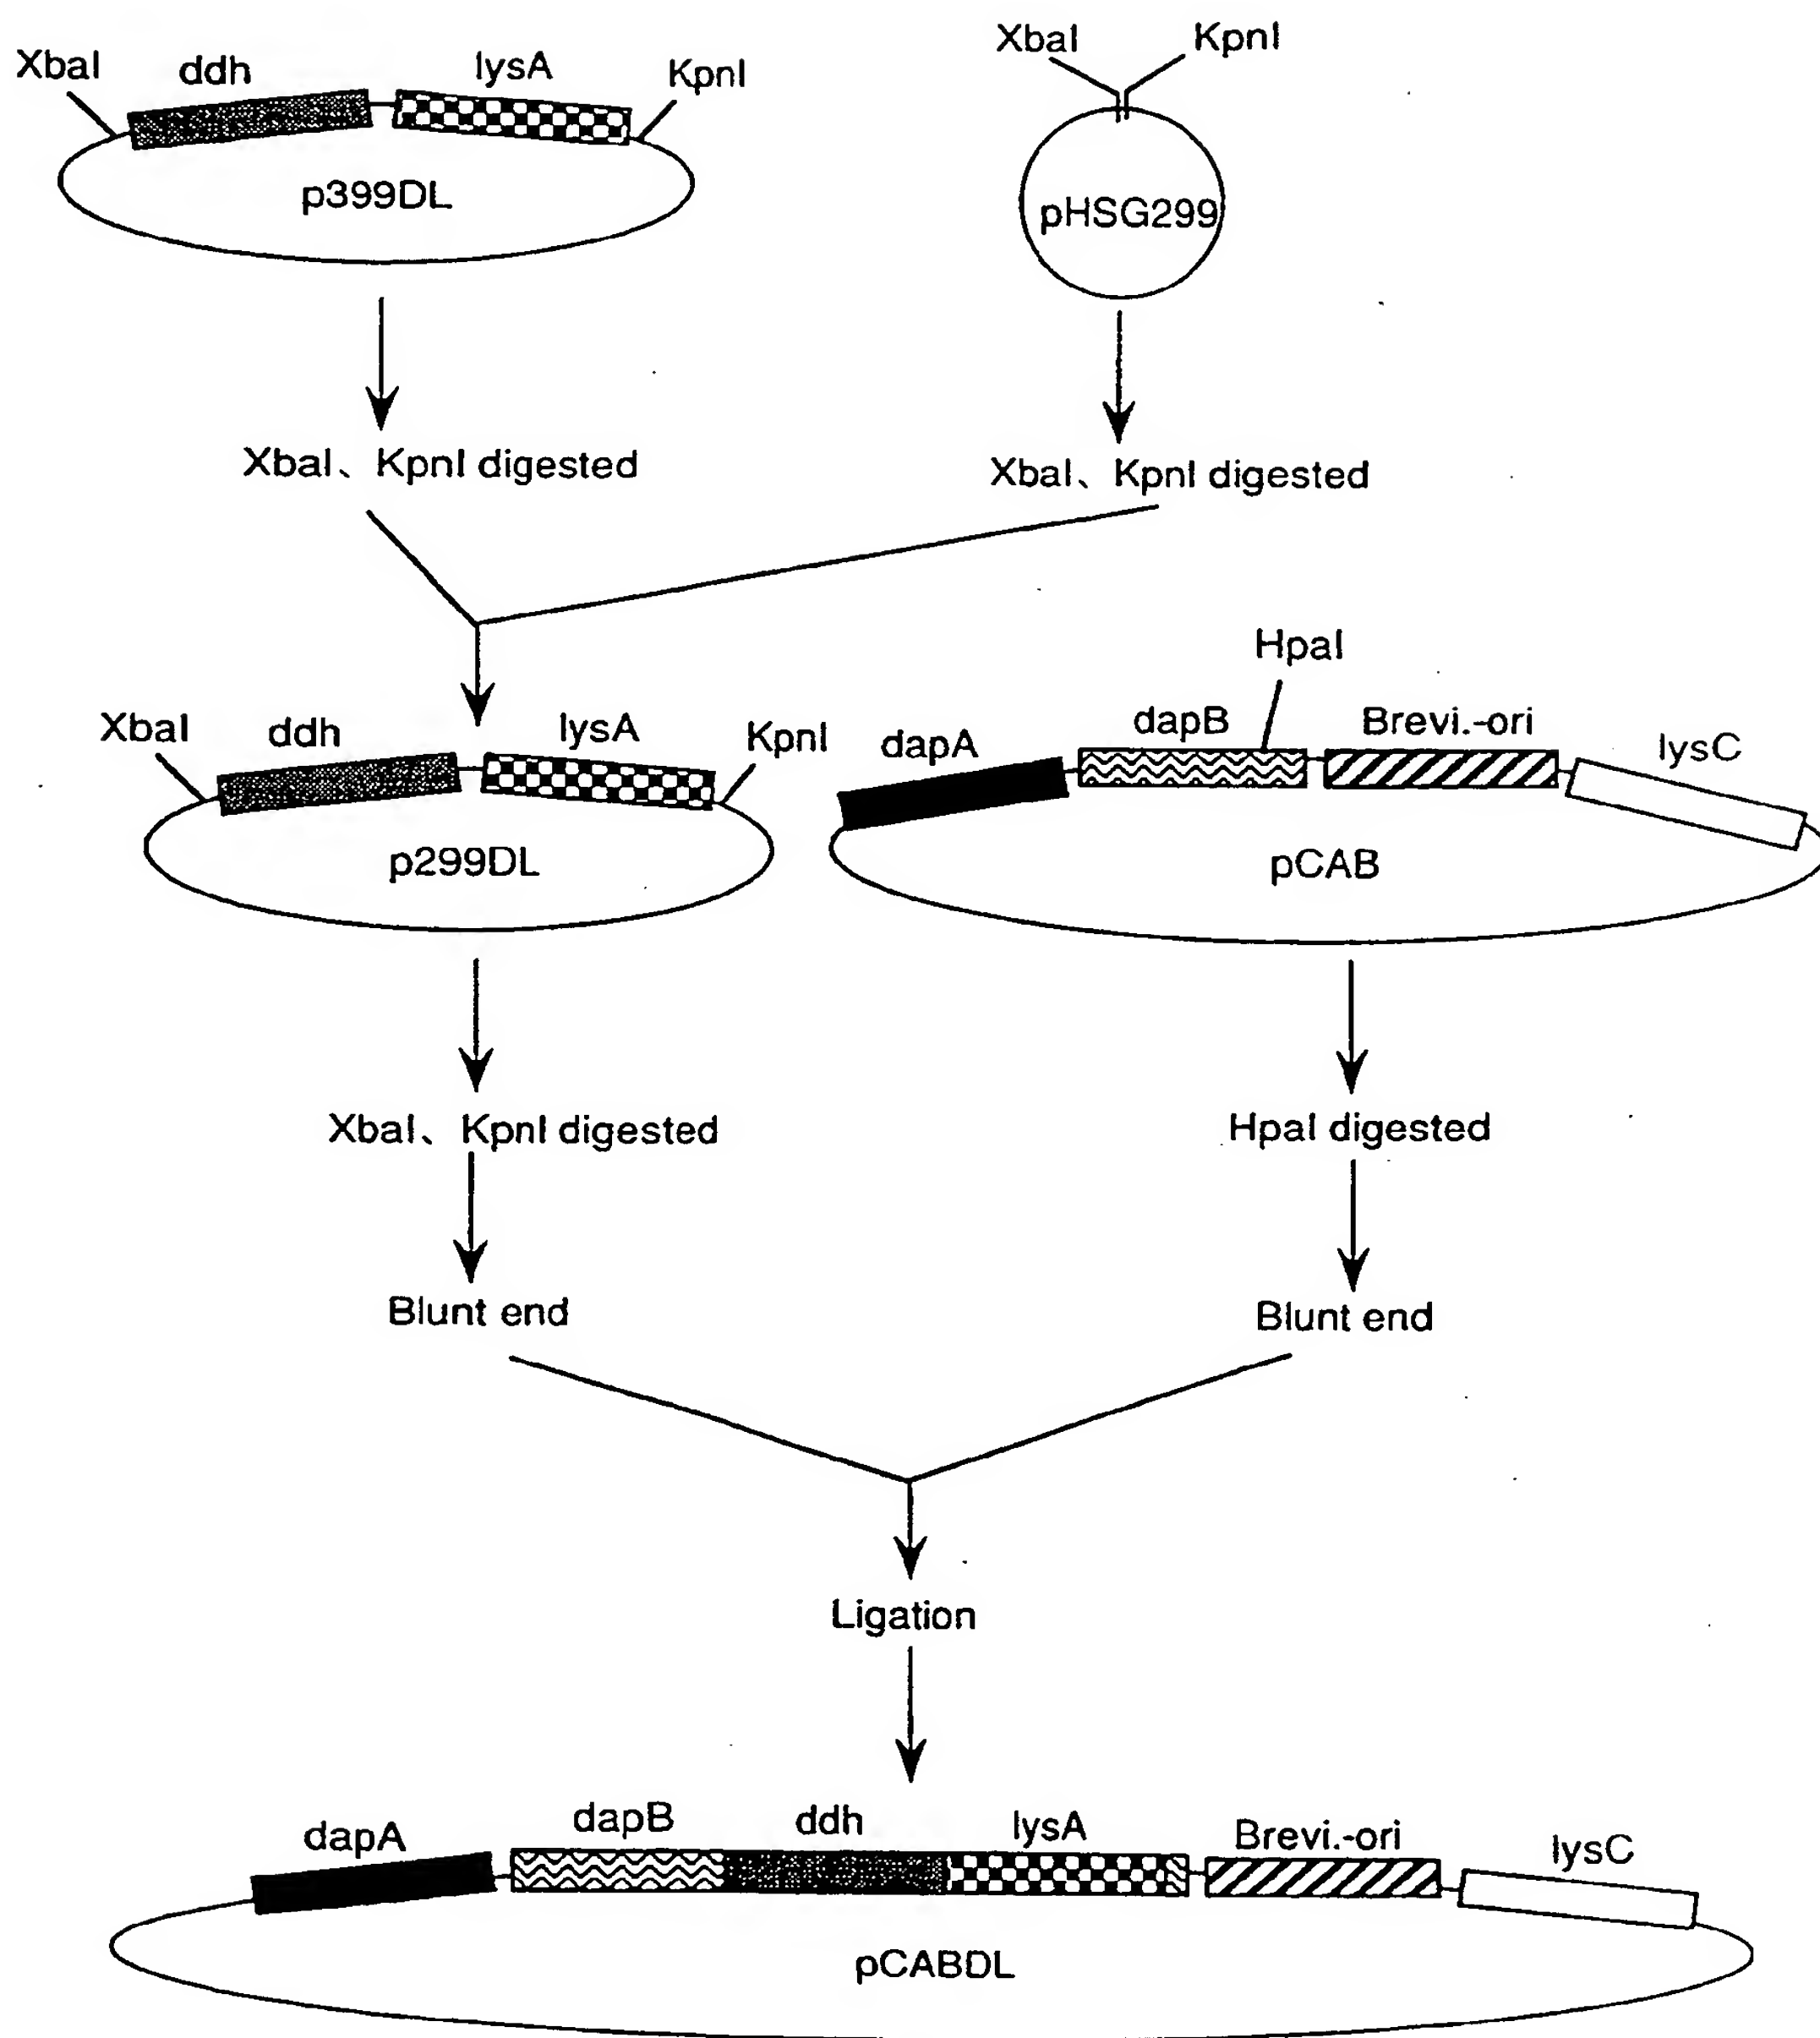 XbaI
ddh
lysA
KpnI
p399DL
XbaI
KpnI
pHSG299
XbaI、KpnI digested
XbaI、KpnI digested
XbaI
ddh
lysA
KpnI
p299DL
HpaI
dapA
dapB
Brevi.-ori
lysC
pCAB
XbaI、KpnI digested
HpaI digested
Blunt end
Blunt end
Ligation
dapA
dapB
ddh
lysA
Brevi.-ori
lysC
pCABDL